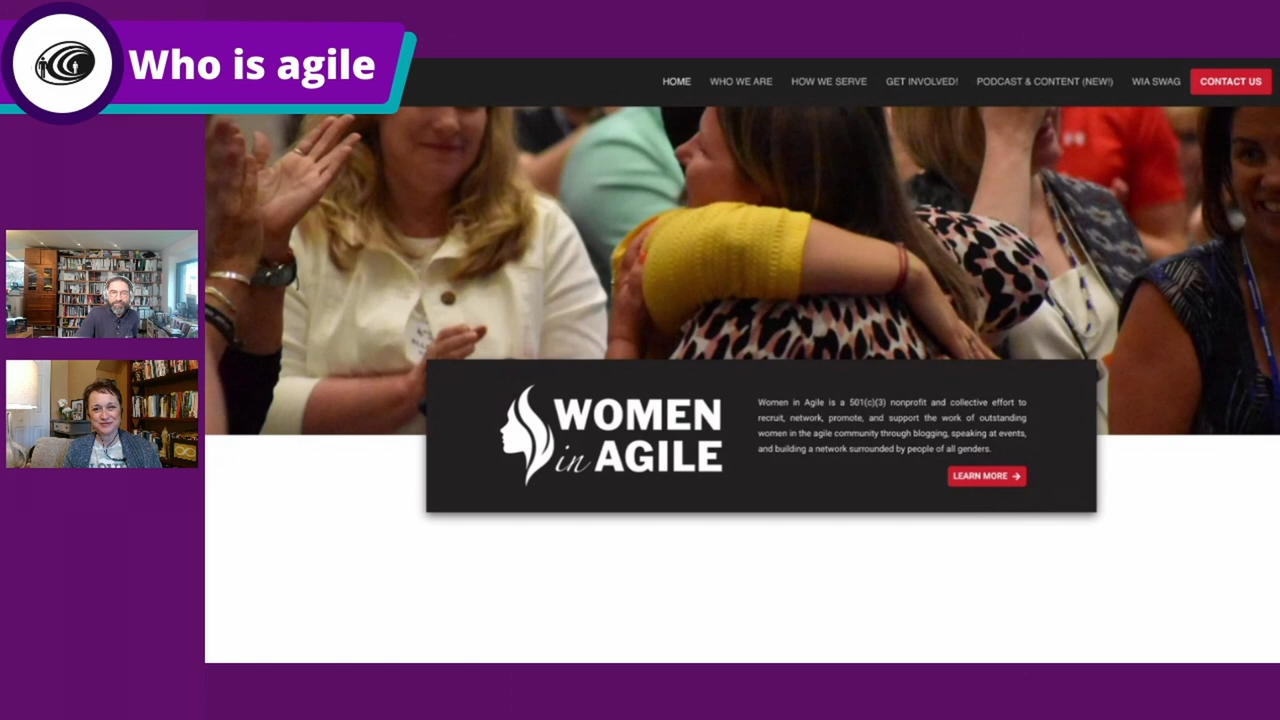 Who is agile
HOME WHO WE ARE HOW WE SERVE GET INVOLVED! PODCAST & CONTENT (NEW!) WIA SWAG CONTACT US
WOMEN
in AGILE
Women in Agile is a 501(c)(3) nonprofit and collective effort to
recruit, network, promote, and support the work of outstanding
women in the agile community through blogging, speaking at events,
and building a network surrounded by people of all genders.
LEARN MORE →